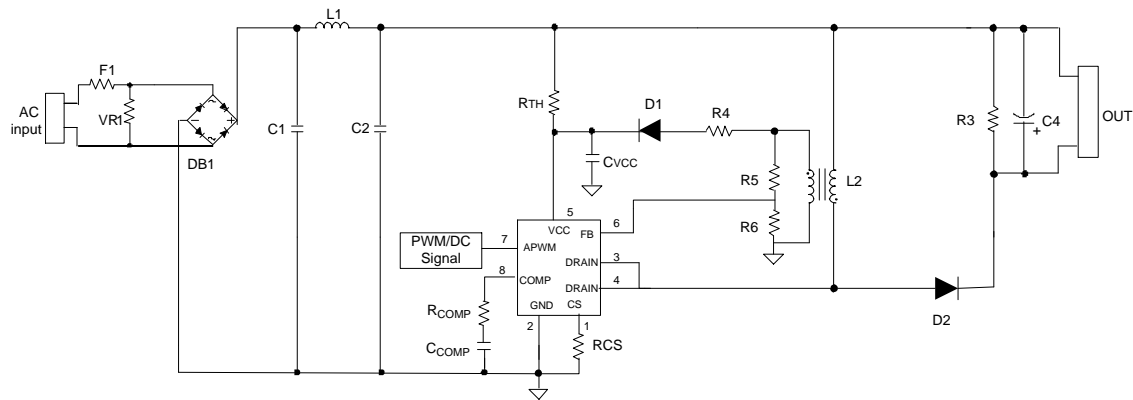 L1
F1
AC
input
VR1
DB1
C1
C2
RTH
D1
R4
CVCC
R5
R6
L2
R3
C4
+
OUT
5
VCC
6
FB
PWM/DC
Signal
7
APWM
3
DRAIN
8
COMP
4
DRAIN
GND
CS
2
1
RCOMP
CCOMP
RCS
D2